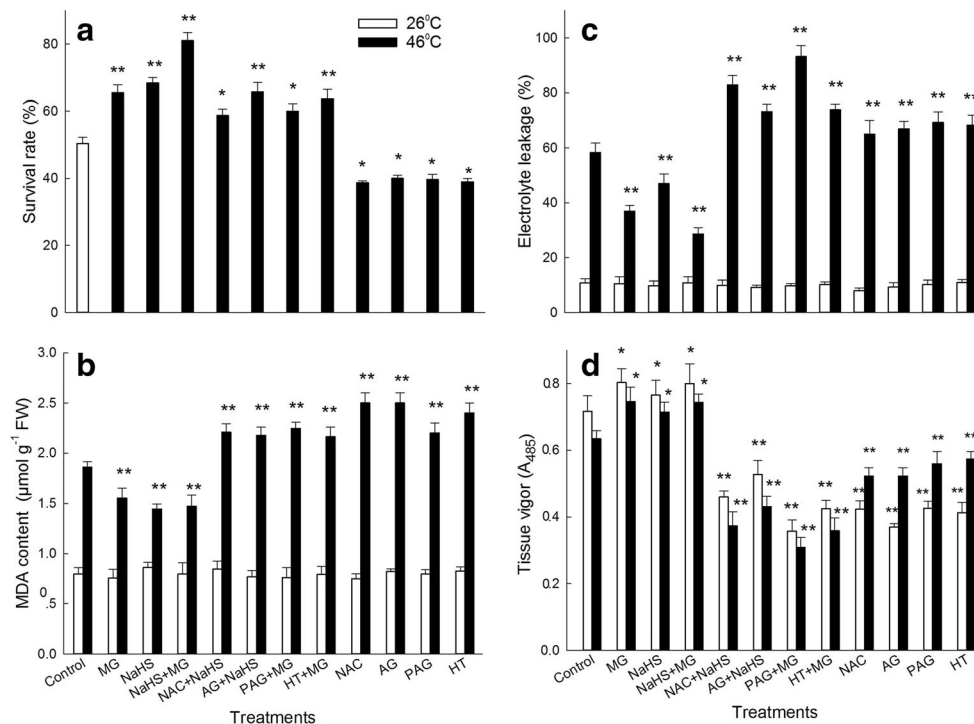 a
26°C
46°C
Survival rate (%)
80
60
40
20
0
** ** ** * ** * ** * * * *
c
Electrolyte leakage (%)
100
80
60
40
20
0
** ** ** ** ** ** ** ** ** ** **
b
MDA content (μmol g⁻¹ FW)
3.0
2.5
2.0
1.5
1.0
.5
0.0
** ** ** ** ** ** ** ** ** ** **
Control MG NaHS NaHS+MG NAC+NaHS AG+NaHS PAG+MG HT+MG NAC AG PAG HT
Treatments
d
Tissue vigor (A₄₈₅)
0.8
0.6
0.4
0.2
0.0
* * * * * * ** ** ** ** ** ** ** ** ** ** ** ** ** ** ** **
Control MG NaHS NaHS+MG NAC+NaHS AG+NaHS PAG+MG HT+MG NAC AG PAG HT
Treatments